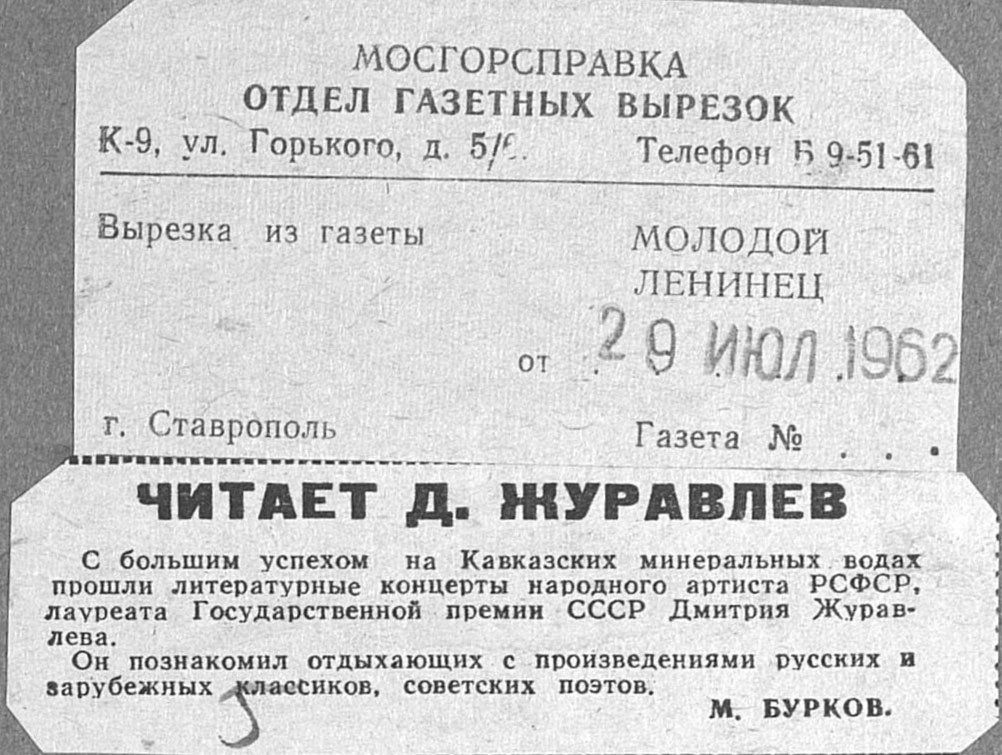 МОСГОРСПРАВКА
ОТДЕЛ ГАЗЕТНЫХ ВЫРЕЗОК
К-9, ул. Горького, д. 5/6. Телефон Б 9-51-61
Вырезка из газеты МОЛОДОЙ
ЛЕНИНЕЦ
от 29 ИЮЛ 1962
г. Ставрополь Газета № . . .
ЧИТАЕТ Д. ЖУРАВЛЕВ
С большим успехом на Кавказских минеральных водах
прошли литературные концерты народного артиста РСФСР,
лауреата Государственной премии СССР Дмитрия Журав-
лева.
Он познакомил отдыхающих с произведениями русских и
зарубежных классиков, советских поэтов.
М. БУРКОВ.